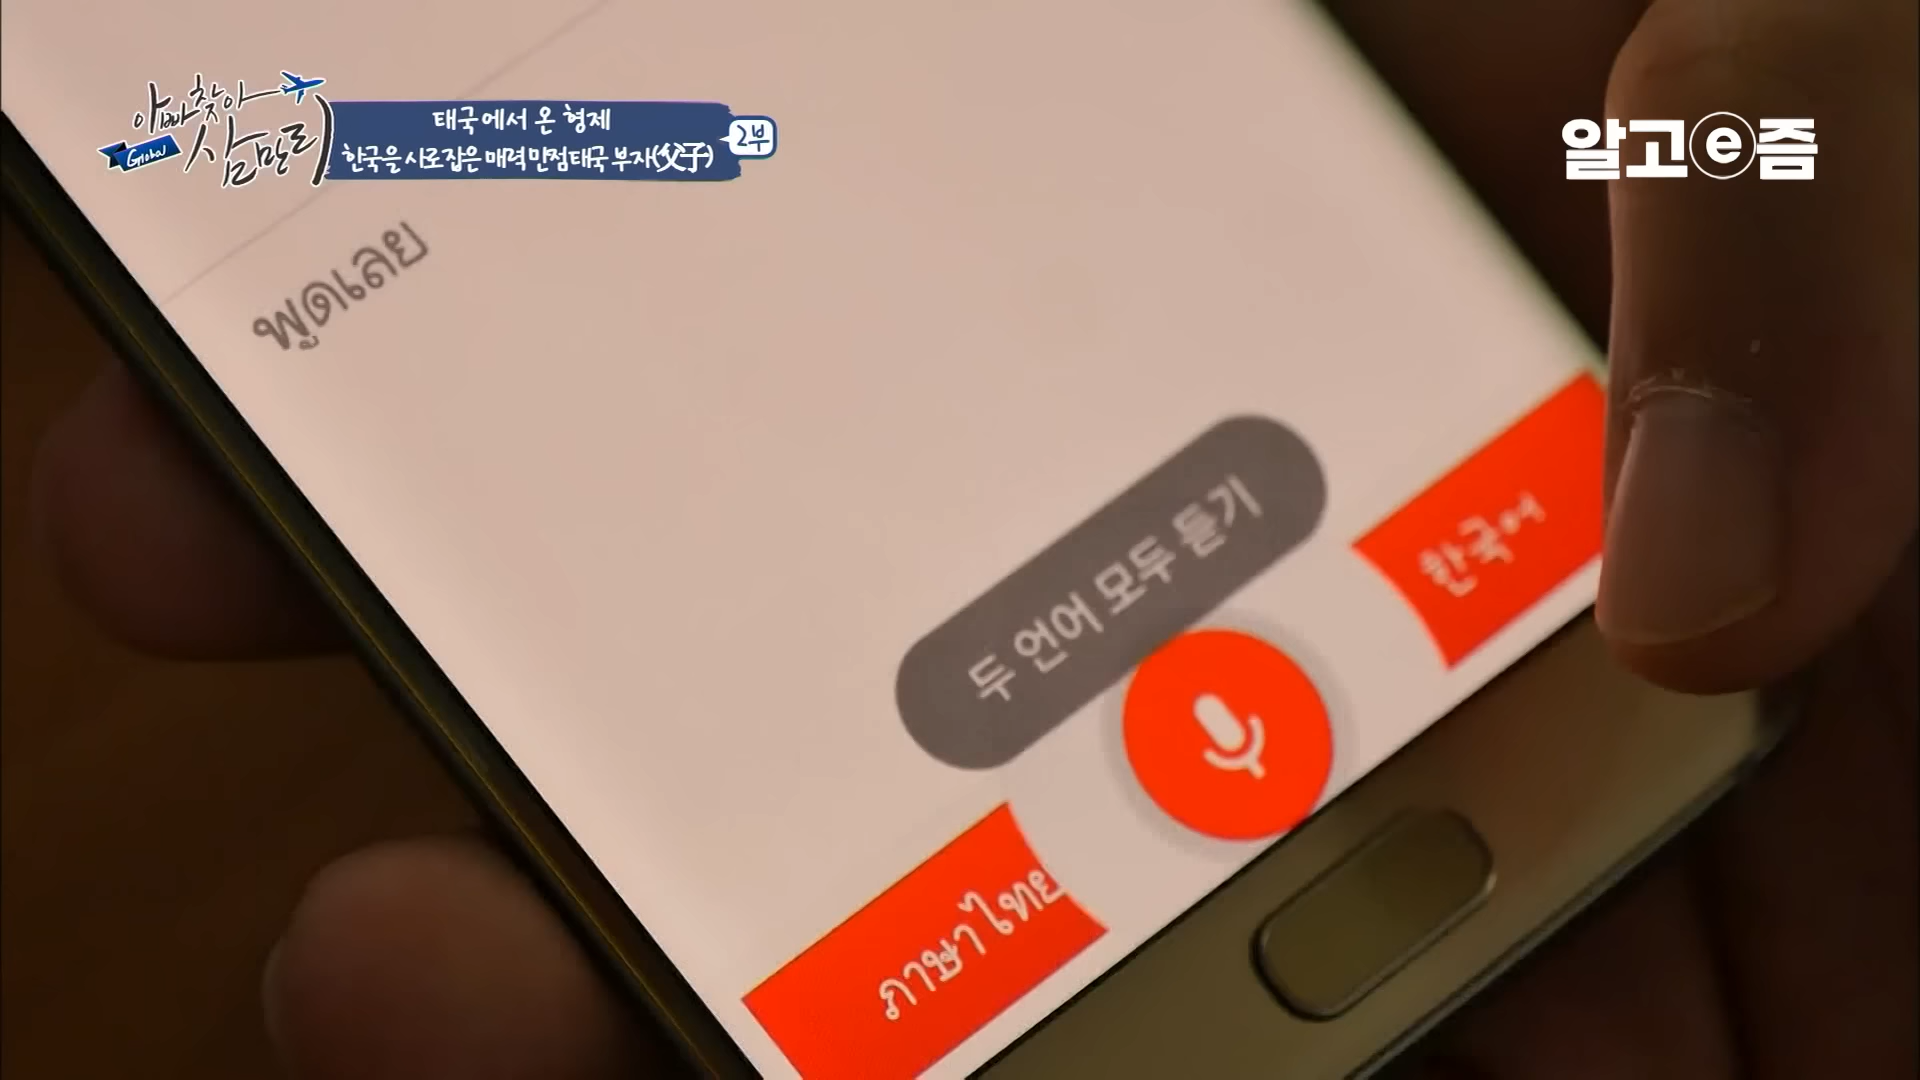 아빠 찾아
삼만리
Global
태국에서 온 형제
한국을 사로잡은 매력 만점 태국 부자(父子)
2부
알고e즘
พูดเลย
두 언어 모두 듣기
한국어
ภาษาไทย